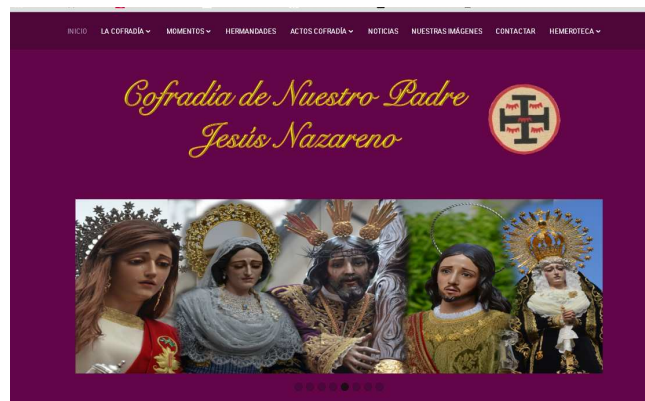 INICIO LA COFRADÍA MOMENTOS HERMANDADES ACTOS COFRADÍA NOTICIAS NUESTRAS IMÁGENES CONTACTAR HEMEROTECA
Cofradía de Nuestro Padre
Jesús Nazareno